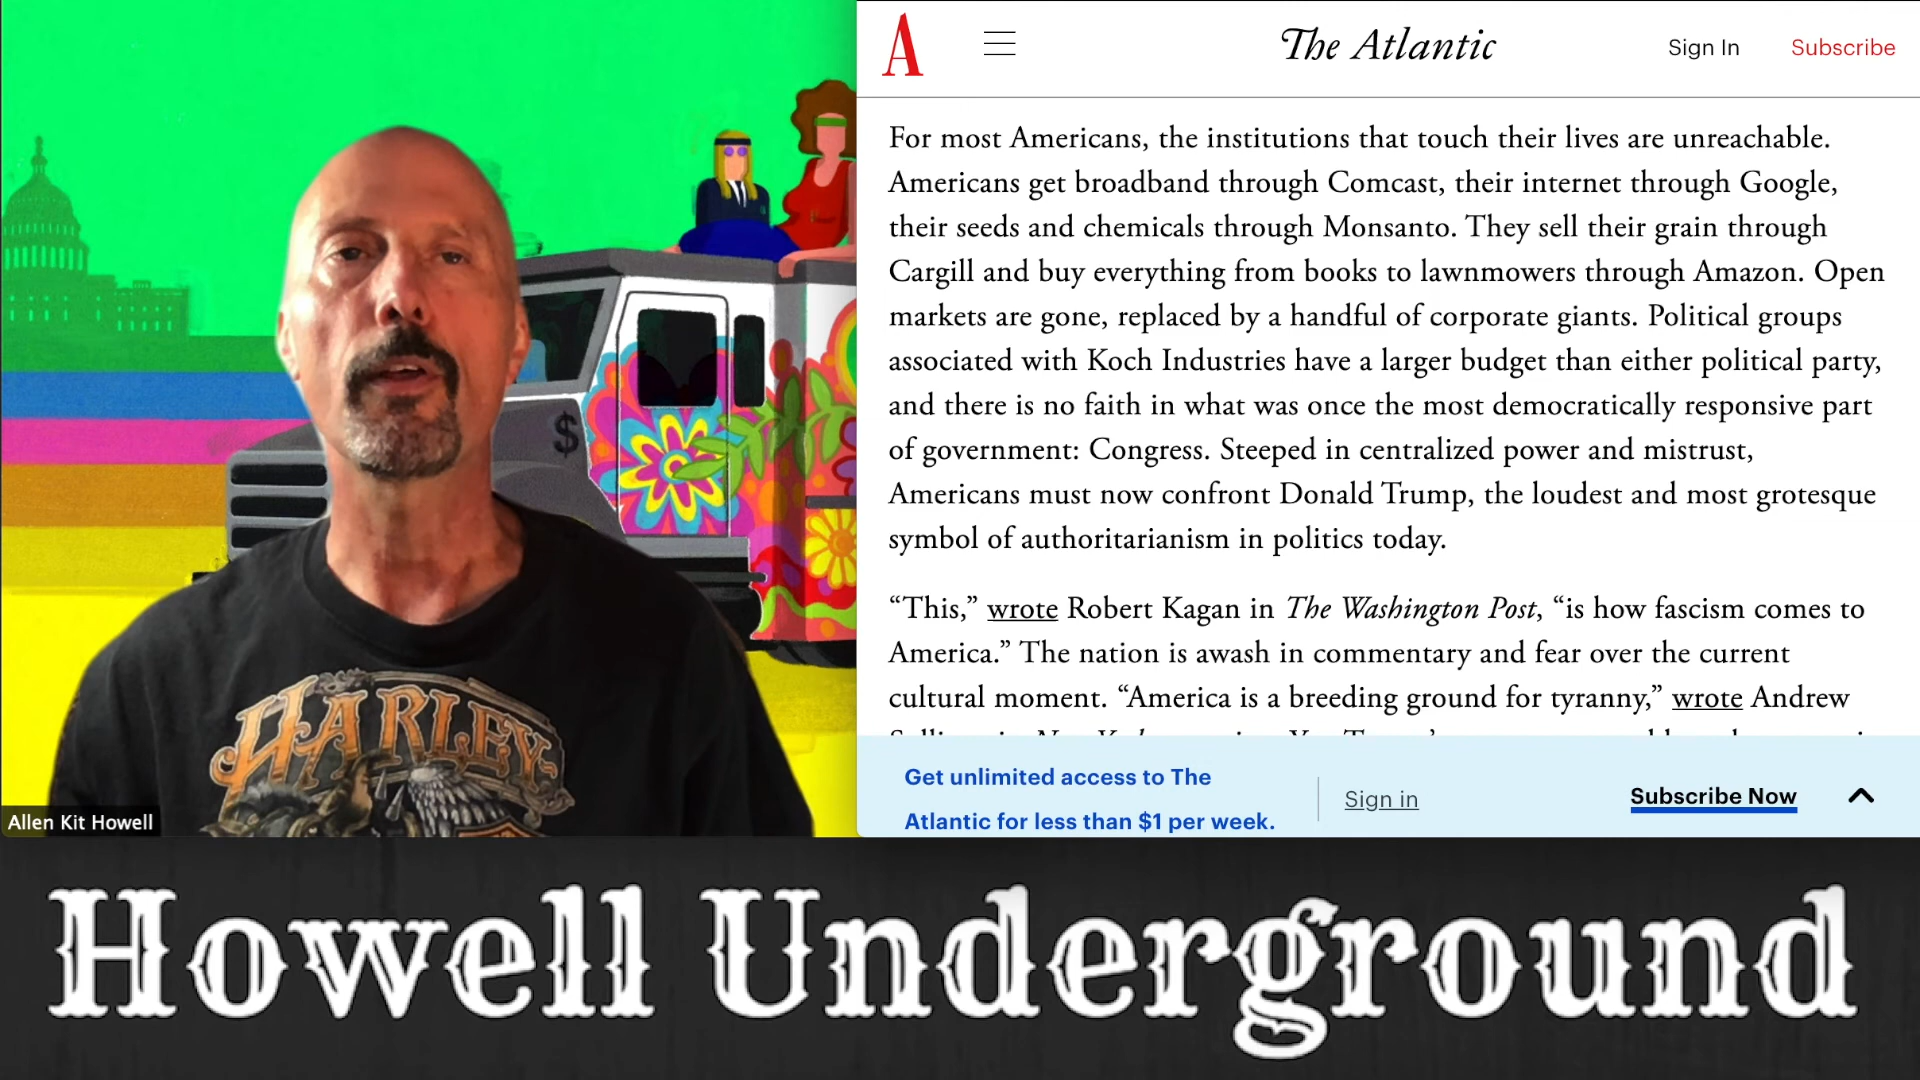 A
The Atlantic
Sign In
Subscribe
For most Americans, the institutions that touch their lives are unreachable.
Americans get broadband through Comcast, their internet through Google,
their seeds and chemicals through Monsanto. They sell their grain through
Cargill and buy everything from books to lawnmowers through Amazon. Open
markets are gone, replaced by a handful of corporate giants. Political groups
associated with Koch Industries have a larger budget than either political party,
and there is no faith in what was once the most democratically responsive part
of government: Congress. Steeped in centralized power and mistrust,
Americans must now confront Donald Trump, the loudest and most grotesque
symbol of authoritarianism in politics today.
“This,” wrote Robert Kagan in The Washington Post, “is how fascism comes to
America.” The nation is awash in commentary and fear over the current
cultural moment. “America is a breeding ground for tyranny,” wrote Andrew
Get unlimited access to The
Atlantic for less than $1 per week.
Sign in
Subscribe Now
$
HARLEY-
Allen Kit Howell
Howell Underground